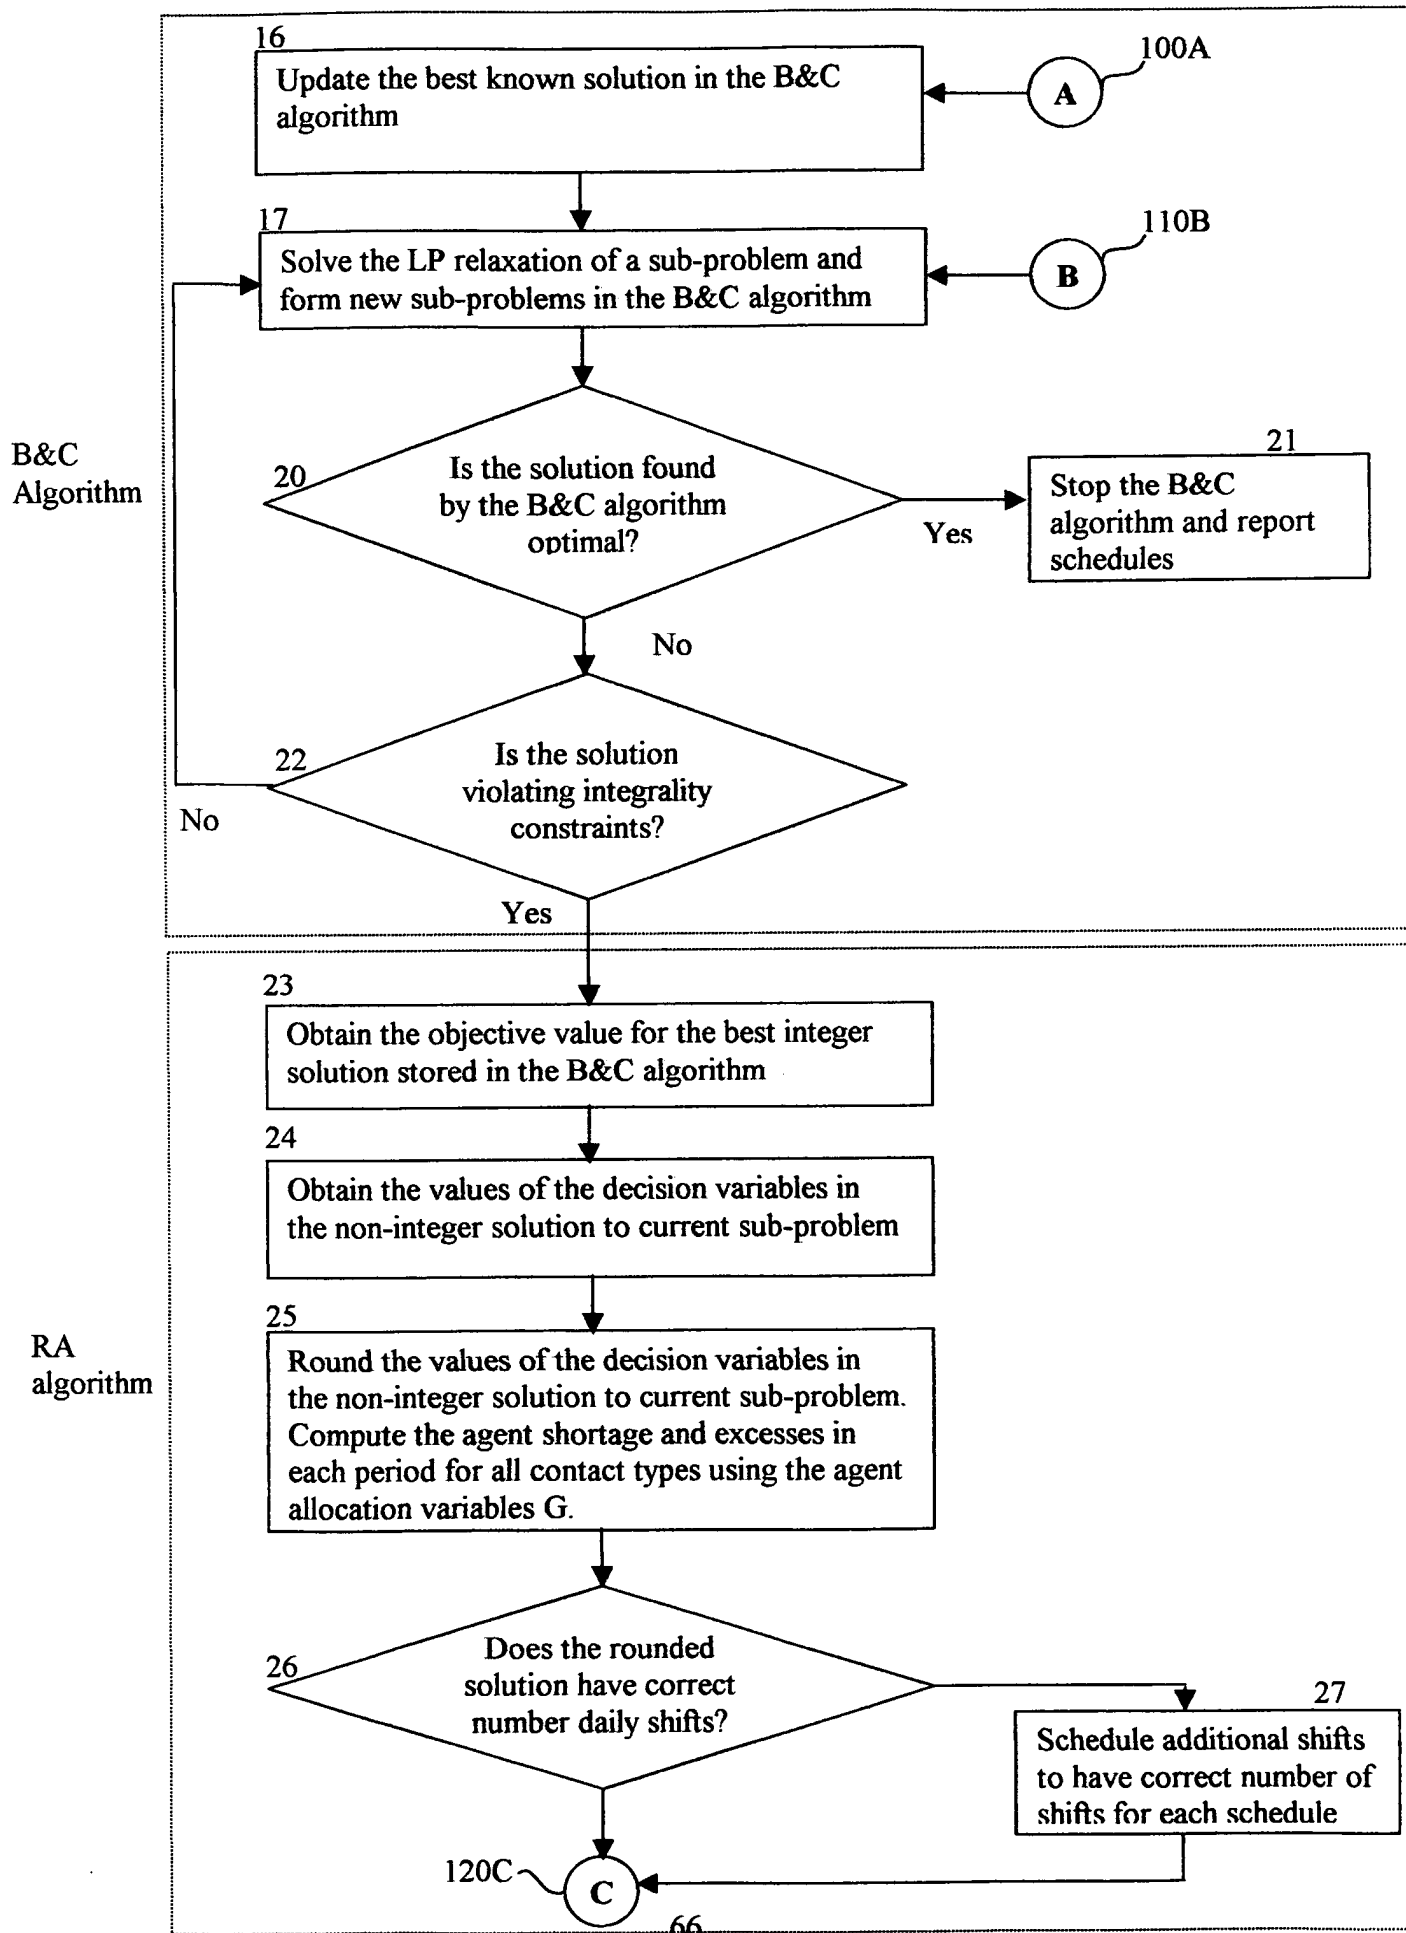 16
Update the best known solution in the B&C
algorithm
A
100A
17
Solve the LP relaxation of a sub-problem and
form new sub-problems in the B&C algorithm
B
110B
B&C
Algorithm
20
Is the solution found
by the B&C algorithm
optimal?
Yes
21
Stop the B&C
algorithm and report
schedules
No
22
Is the solution
violating integrality
constraints?
No
Yes
23
Obtain the objective value for the best integer
solution stored in the B&C algorithm
24
Obtain the values of the decision variables in
the non-integer solution to current sub-problem
RA
algorithm
25
Round the values of the decision variables in
the non-integer solution to current sub-problem.
Compute the agent shortage and excesses in
each period for all contact types using the agent
allocation variables G.
26
Does the rounded
solution have correct
number daily shifts?
27
Schedule additional shifts
to have correct number of
shifts for each schedule
120C
C
66